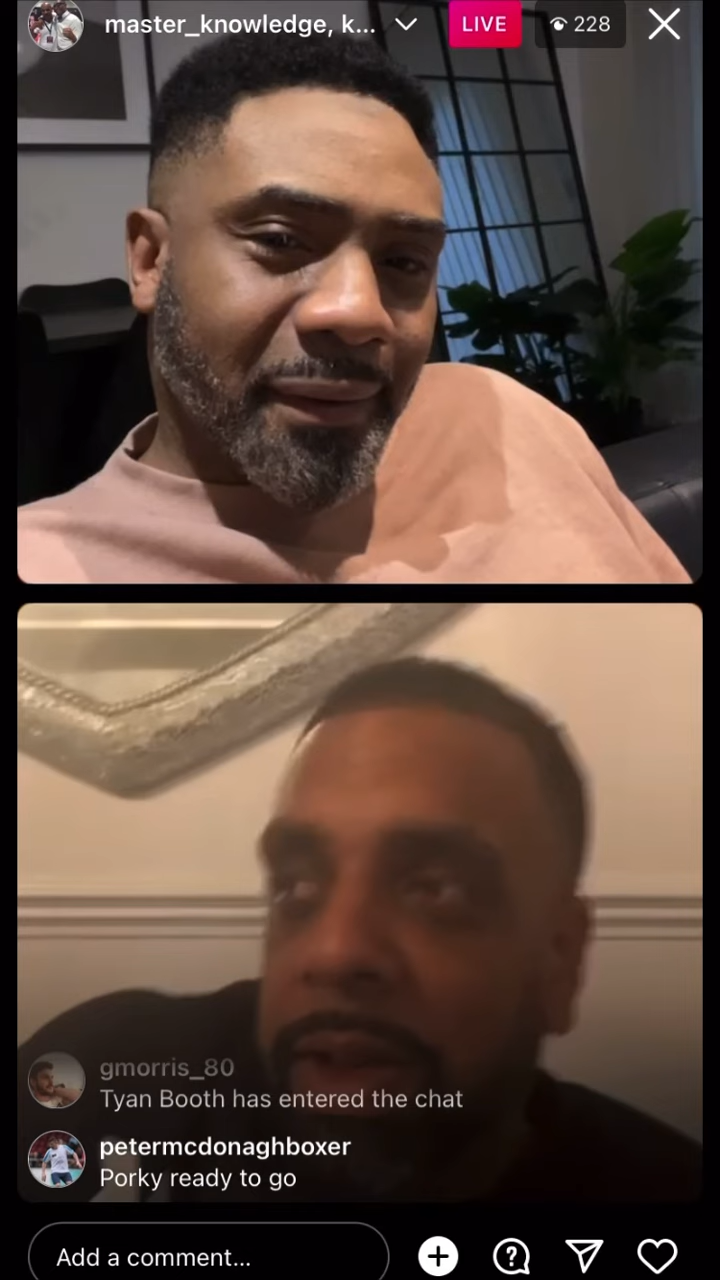 master_knowledge, k...
LIVE
228
gmorris_80
Tyan Booth has entered the chat
petermcdonaghboxer
Porky ready to go
Add a comment...